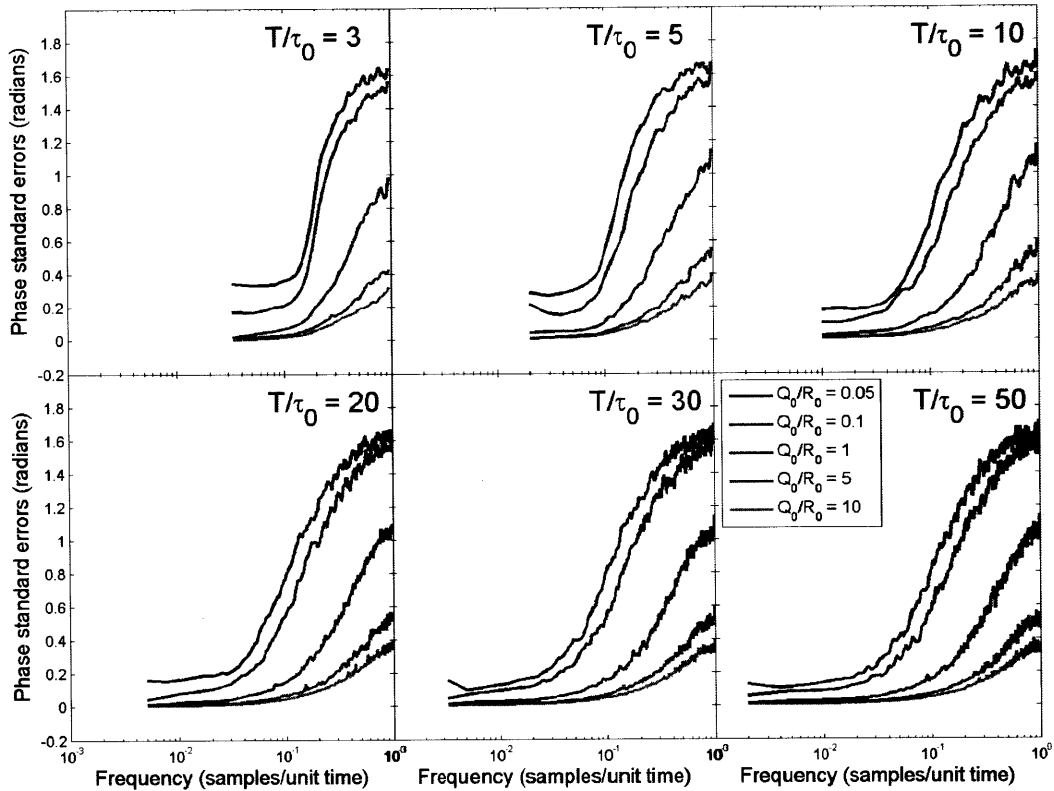 T/τ0 = 3
T/τ0 = 5
T/τ0 = 10
Phase standard errors (radians)
1.8
1.6
1.4
1.2
1
0.8
0.6
0.4
0.2
0
-0.2
T/τ0 = 20
T/τ0 = 30
T/τ0 = 50
Q0/R0 = 0.05
Q0/R0 = 0.1
Q0/R0 = 1
Q0/R0 = 5
Q0/R0 = 10
Phase standard errors (radians)
1.8
1.6
1.4
1.2
1
0.8
0.6
0.4
0.2
0
-0.2
10-3 10-2 10-1 100 10-2 10-1 100 10-2 10-1 100
Frequency (samples/unit time) Frequency (samples/unit time) Frequency (samples/unit time)